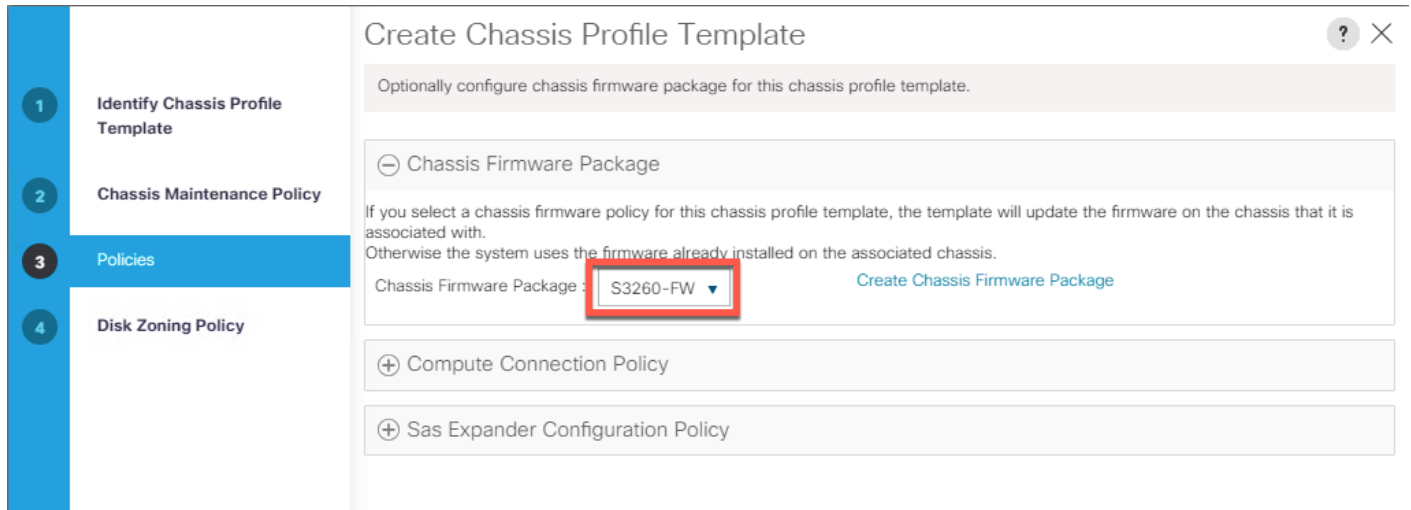 Create Chassis Profile Template
? 
Optionally configure chassis firmware package for this chassis profile template.
1
Identify Chassis Profile
Template
2
Chassis Maintenance Policy
3
Policies
4
Disk Zoning Policy
Chassis Firmware Package
If you select a chassis firmware policy for this chassis profile template, the template will update the firmware on the chassis that it is
associated with.
Otherwise the system uses the firmware already installed on the associated chassis.
Chassis Firmware Package : S3260-FW
Create Chassis Firmware Package
Compute Connection Policy
Sas Expander Configuration Policy